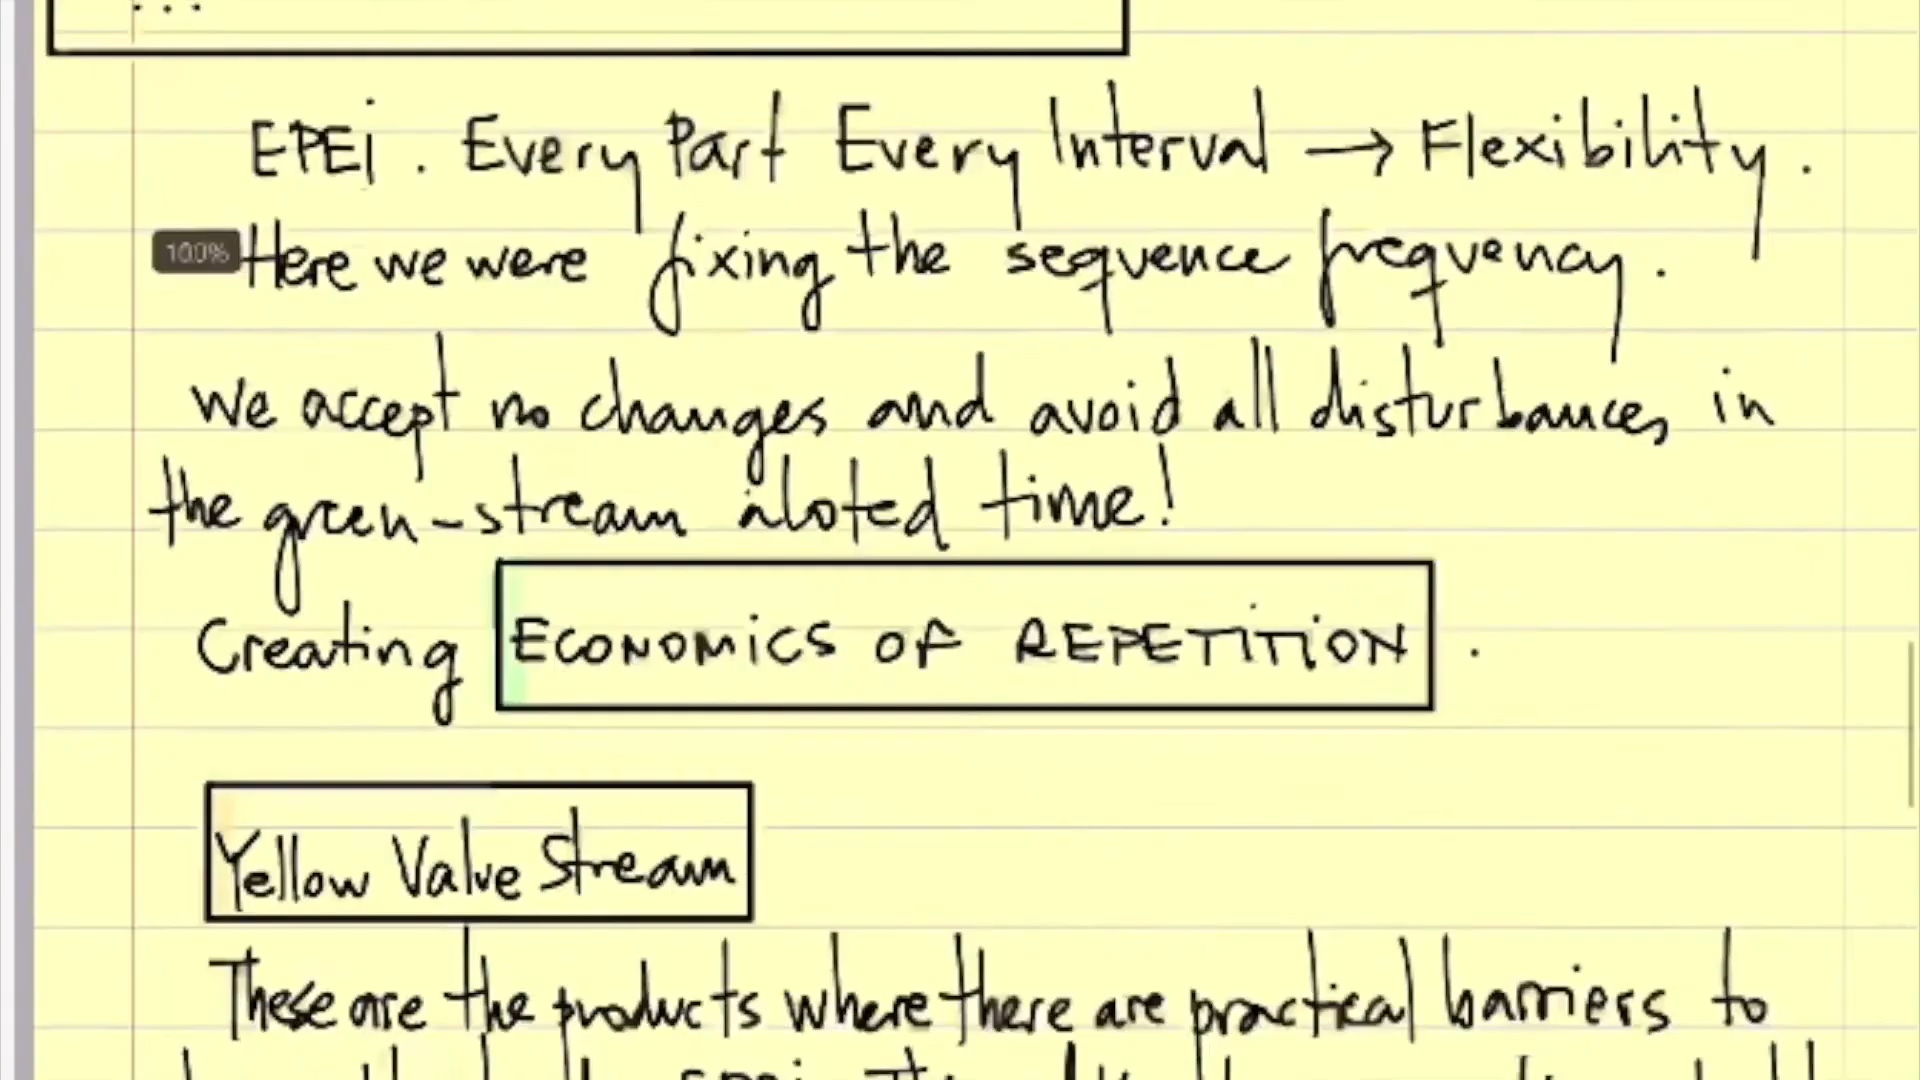 ...
EPEi. Every Part Every Interval → Flexibility.
100% Here we were fixing the sequence frequency.
We accept no changes and avoid all disturbances in
the green-stream aloted time!
Creating ECONOMiCS OF REPETiTiON.
Yellow Value Stream
These are the products where there are practical barriers to